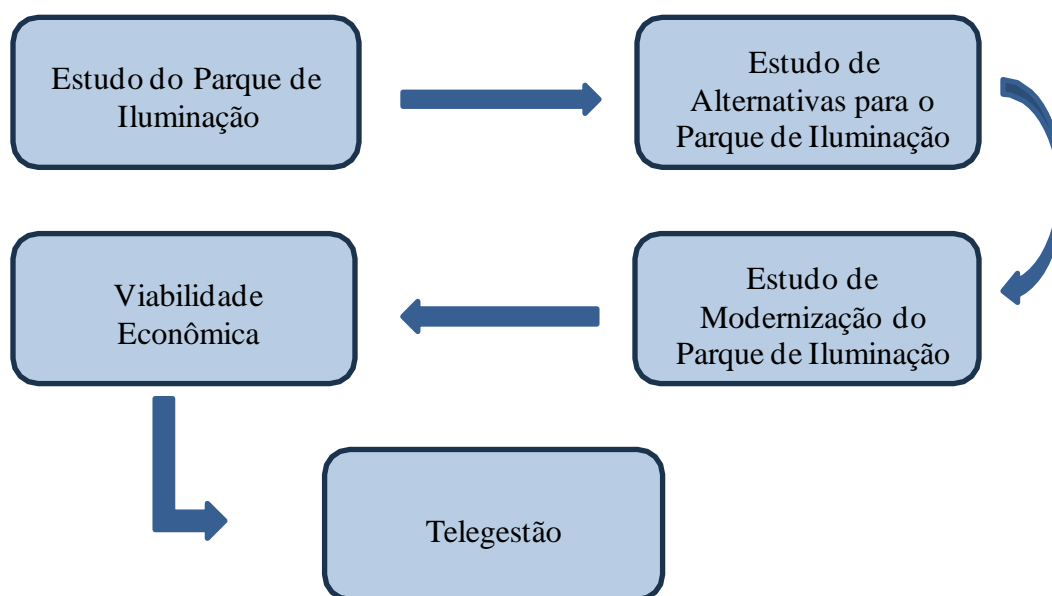 Estudo do Parque de
Iluminação
Estudo de
Alternativas para o
Parque de Iluminação
Estudo de
Modernização do
Parque de Iluminação
Viabilidade
Econômica
Telegestão